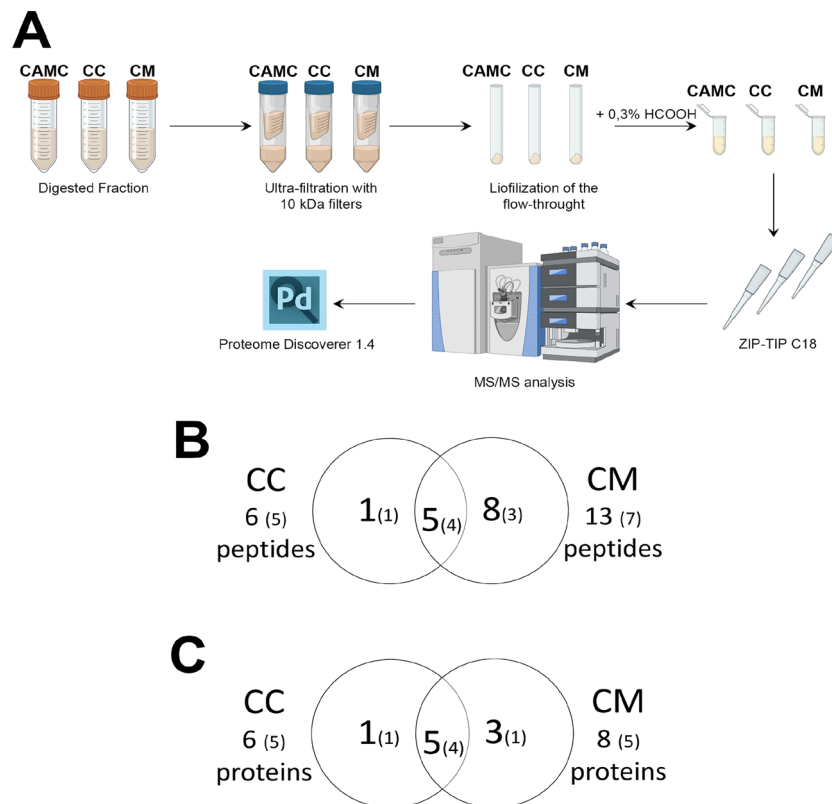 A
CAMC CC CM
CAMC CC CM
CAMC CC CM
+ 0,3% HCOOH
CAMC CC CM
Digested Fraction
Ultra-filtration with
10 kDa filters
Liofilization of the
flow-throught
Pd
Proteome Discoverer 1.4
MS/MS analysis
ZIP-TIP C18
B
CC
6 (5)
peptides
1(1)
5(4)
8(3)
CM
13 (7)
peptides
C
CC
6 (5)
proteins
1(1)
5(4)
3(1)
CM
8 (5)
proteins